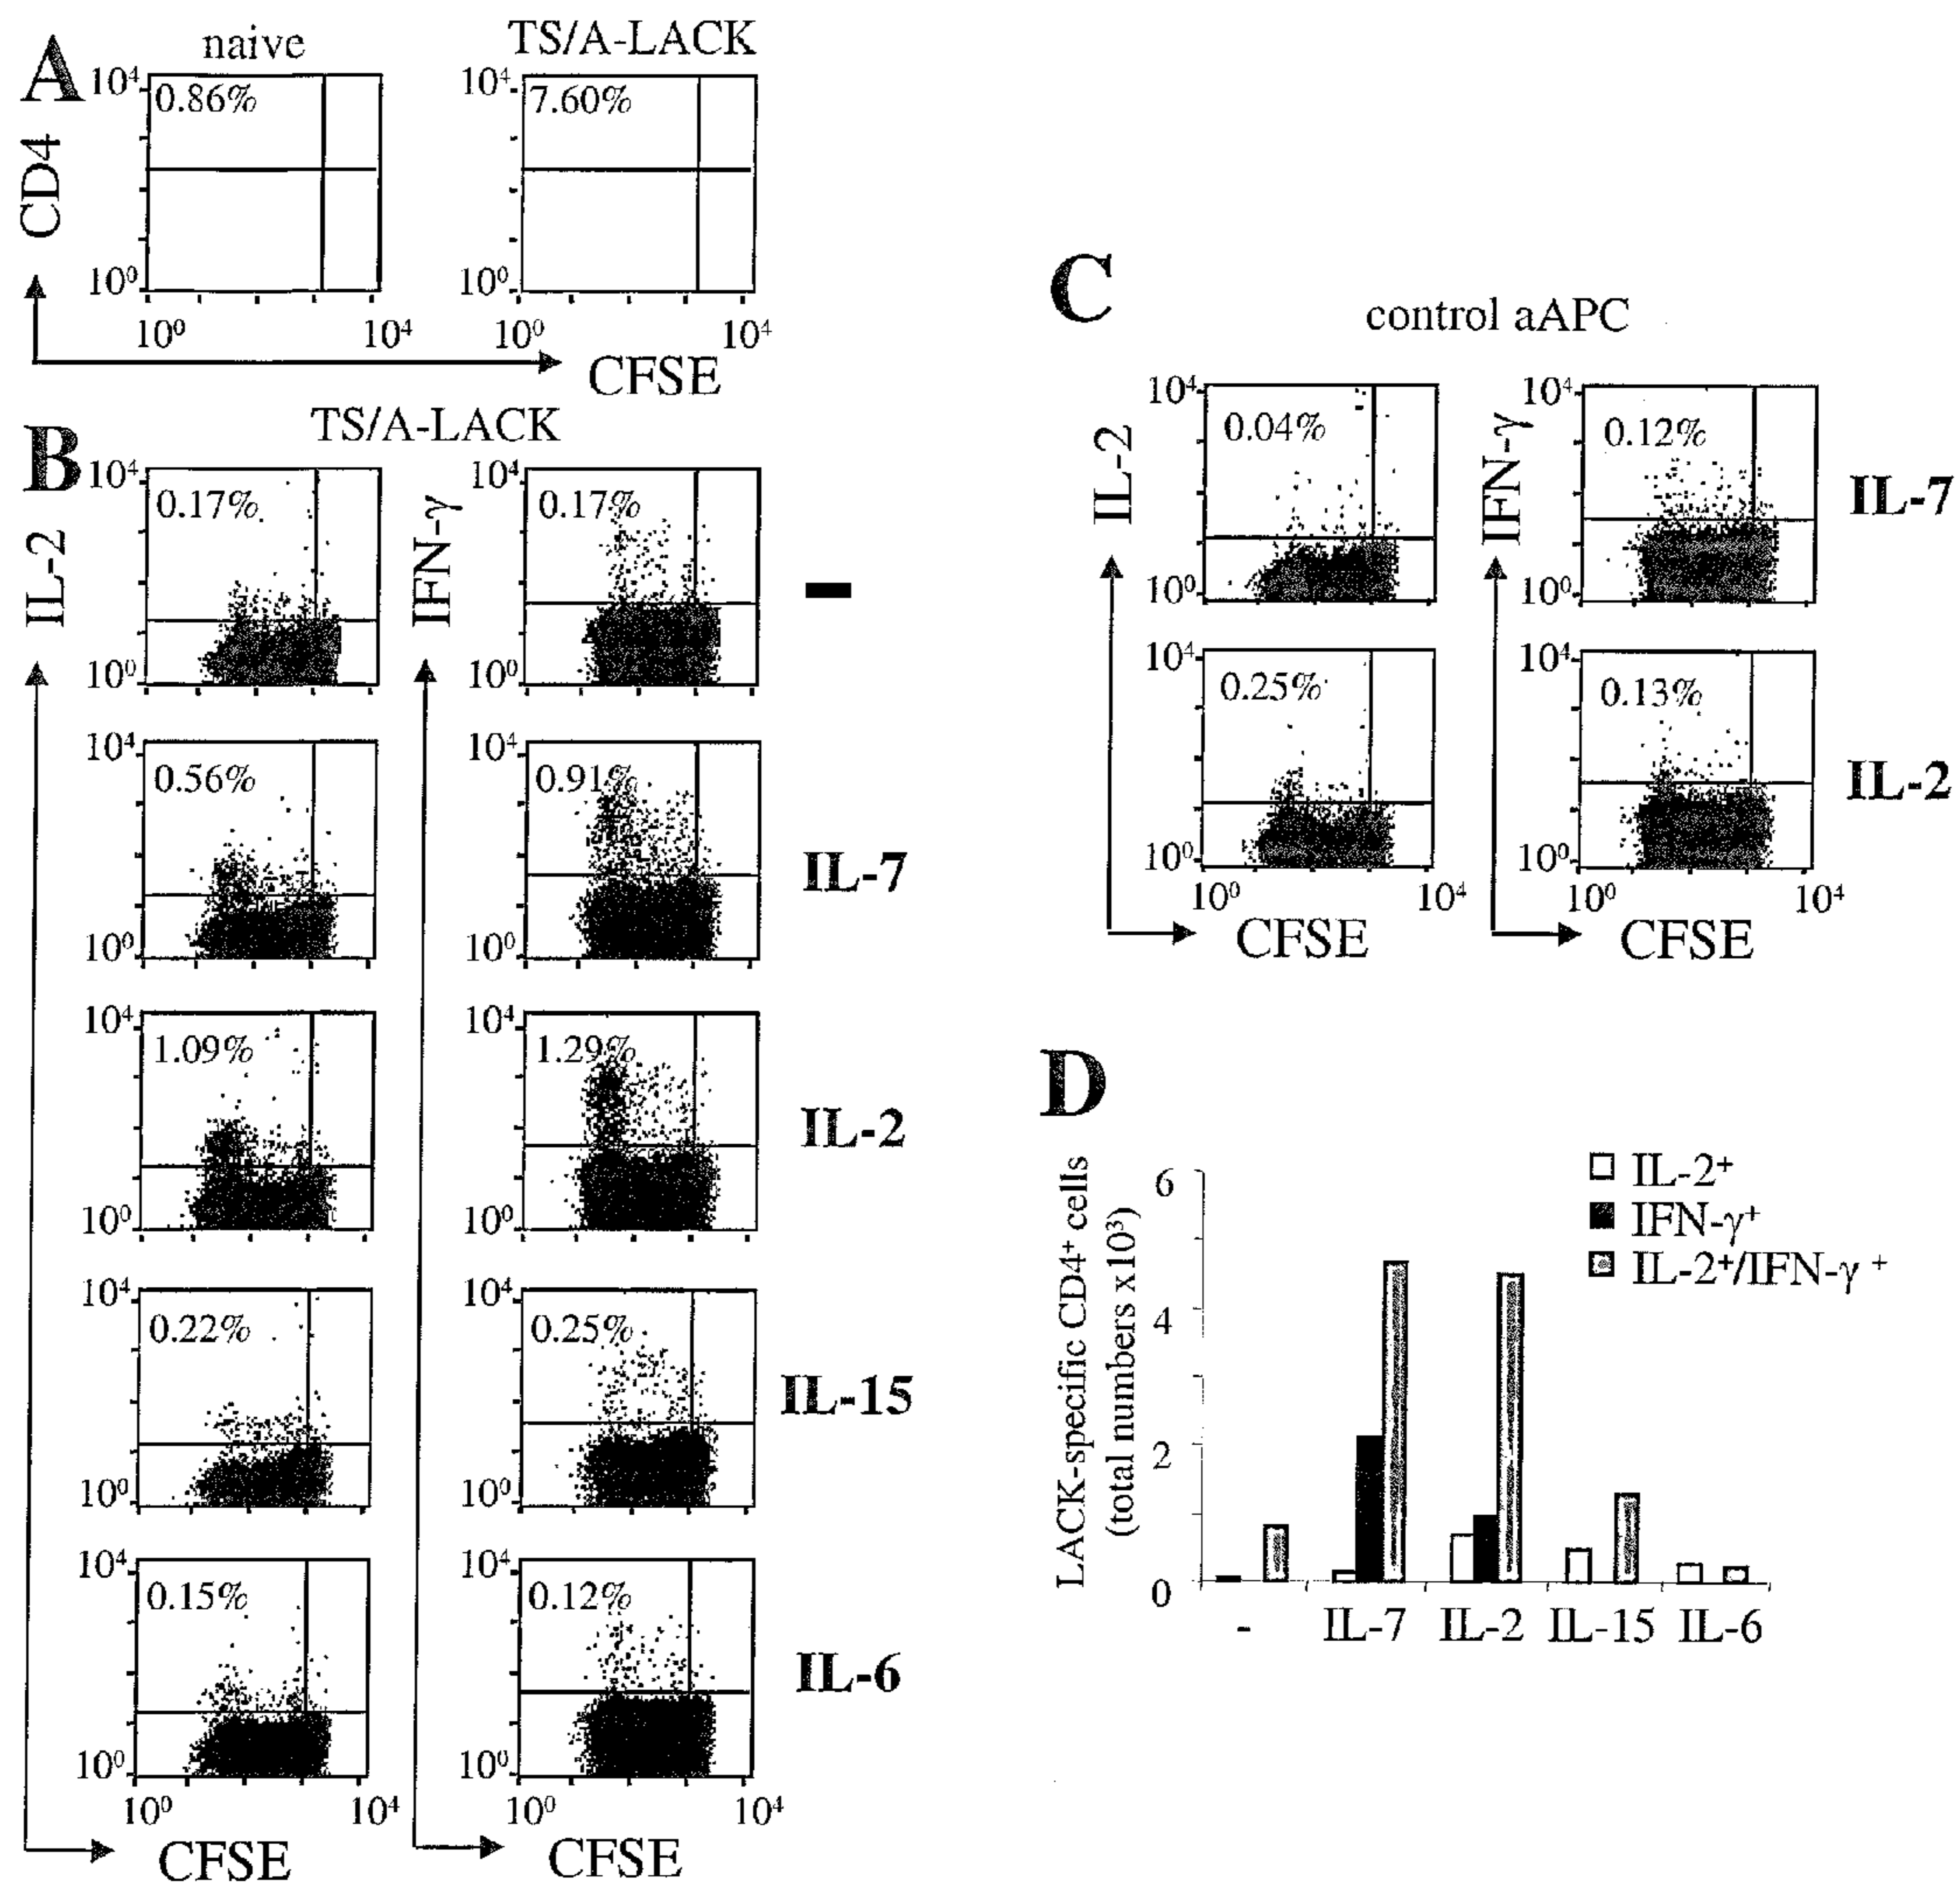 A
naive
TS/A-LACK
10⁴ 0.86%
10⁴ 7.60%
CD4
10⁰
10⁰
10⁰ 10⁴
10⁰ 10⁴
CFSE
B
TS/A-LACK
IL-2
IFN-γ
10⁴ 0.17%
10⁴ 0.17%
10⁰
10⁰
-
10⁴ 0.56%
10⁴ 0.91%
IL-7
10⁰
10⁰
10⁴ 1.09%
10⁴ 1.29%
IL-2
10⁰
10⁰
10⁴ 0.22%
10⁴ 0.25%
IL-15
10⁰
10⁰
10⁴ 0.15%
10⁴ 0.12%
IL-6
10⁰
10⁰
10⁰ 10⁴
10⁰ 10⁴
CFSE
CFSE
C
control aAPC
IL-2
IFN-γ
10⁴ 0.04%
10⁴ 0.12%
IL-7
10⁰
10⁰
10⁴ 0.25%
10⁴ 0.13%
IL-2
10⁰
10⁰
10⁰ 10⁴
10⁰ 10⁴
CFSE
CFSE
D
LACK-specific CD4⁺ cells
(total numbers x10³)
6
4
2
0
IL-2⁺
IFN-γ⁺
IL-2⁺/IFN-γ ⁺
- IL-7 IL-2 IL-15 IL-6